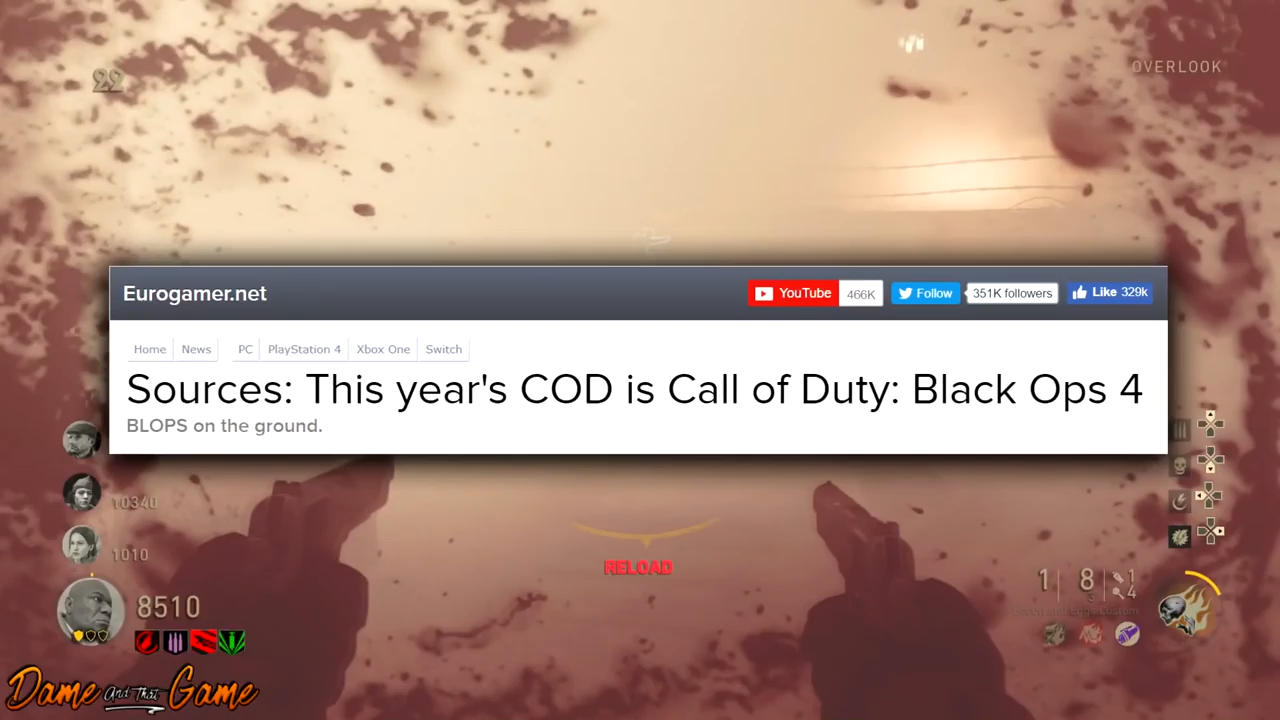 22
OVERLOOK
Eurogamer.net
YouTube 466K Follow 351K followers Like 329k
Home News PC PlayStation 4 Xbox One Switch
Sources: This year's COD is Call of Duty: Black Ops 4
BLOPS on the ground.
10340
1010
RELOAD
8510
1 8 1
4
Dame And That Game